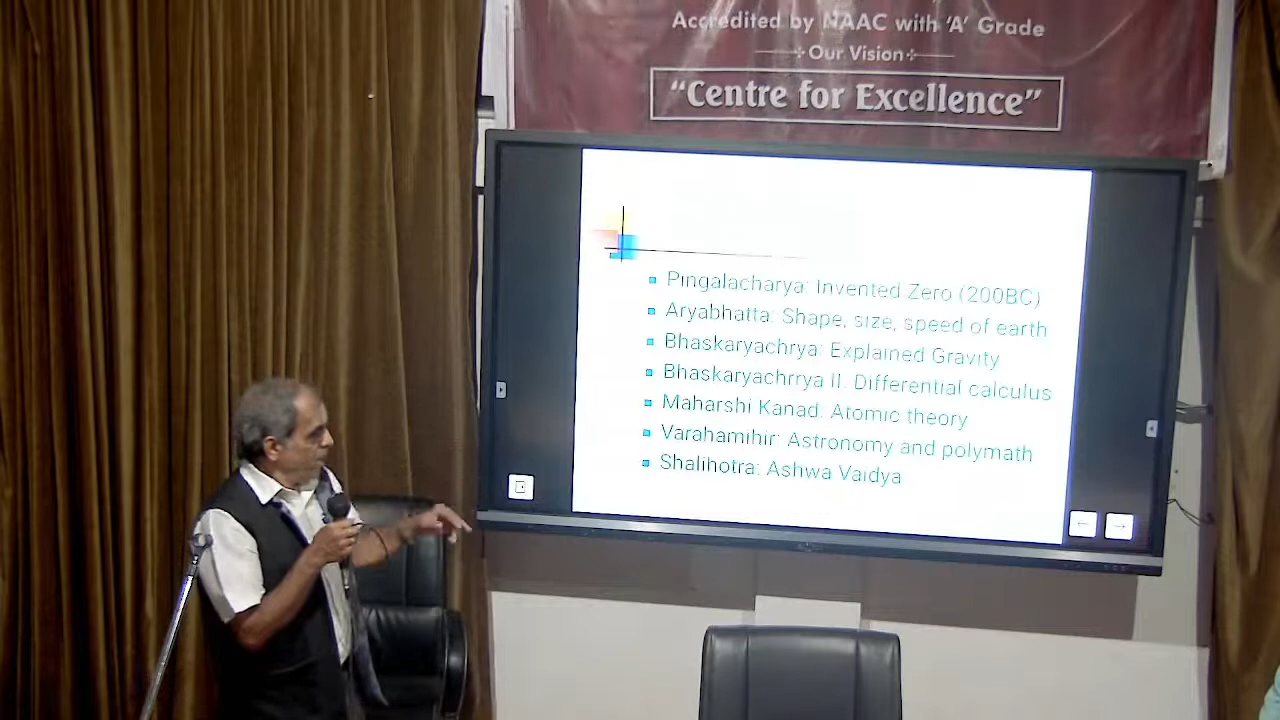 Accredited by NAAC with ‘A’ Grade
Our Vision
“Centre for Excellence”
Pingalacharya: Invented Zero (200BC)
Aryabhatta: Shape, size, speed of earth
Bhaskaryachrya: Explained Gravity
Bhaskaryachrrya II: Differential calculus
Maharshi Kanad: Atomic theory
Varahamihir: Astronomy and polymath
Shalihotra: Ashwa Vaidya